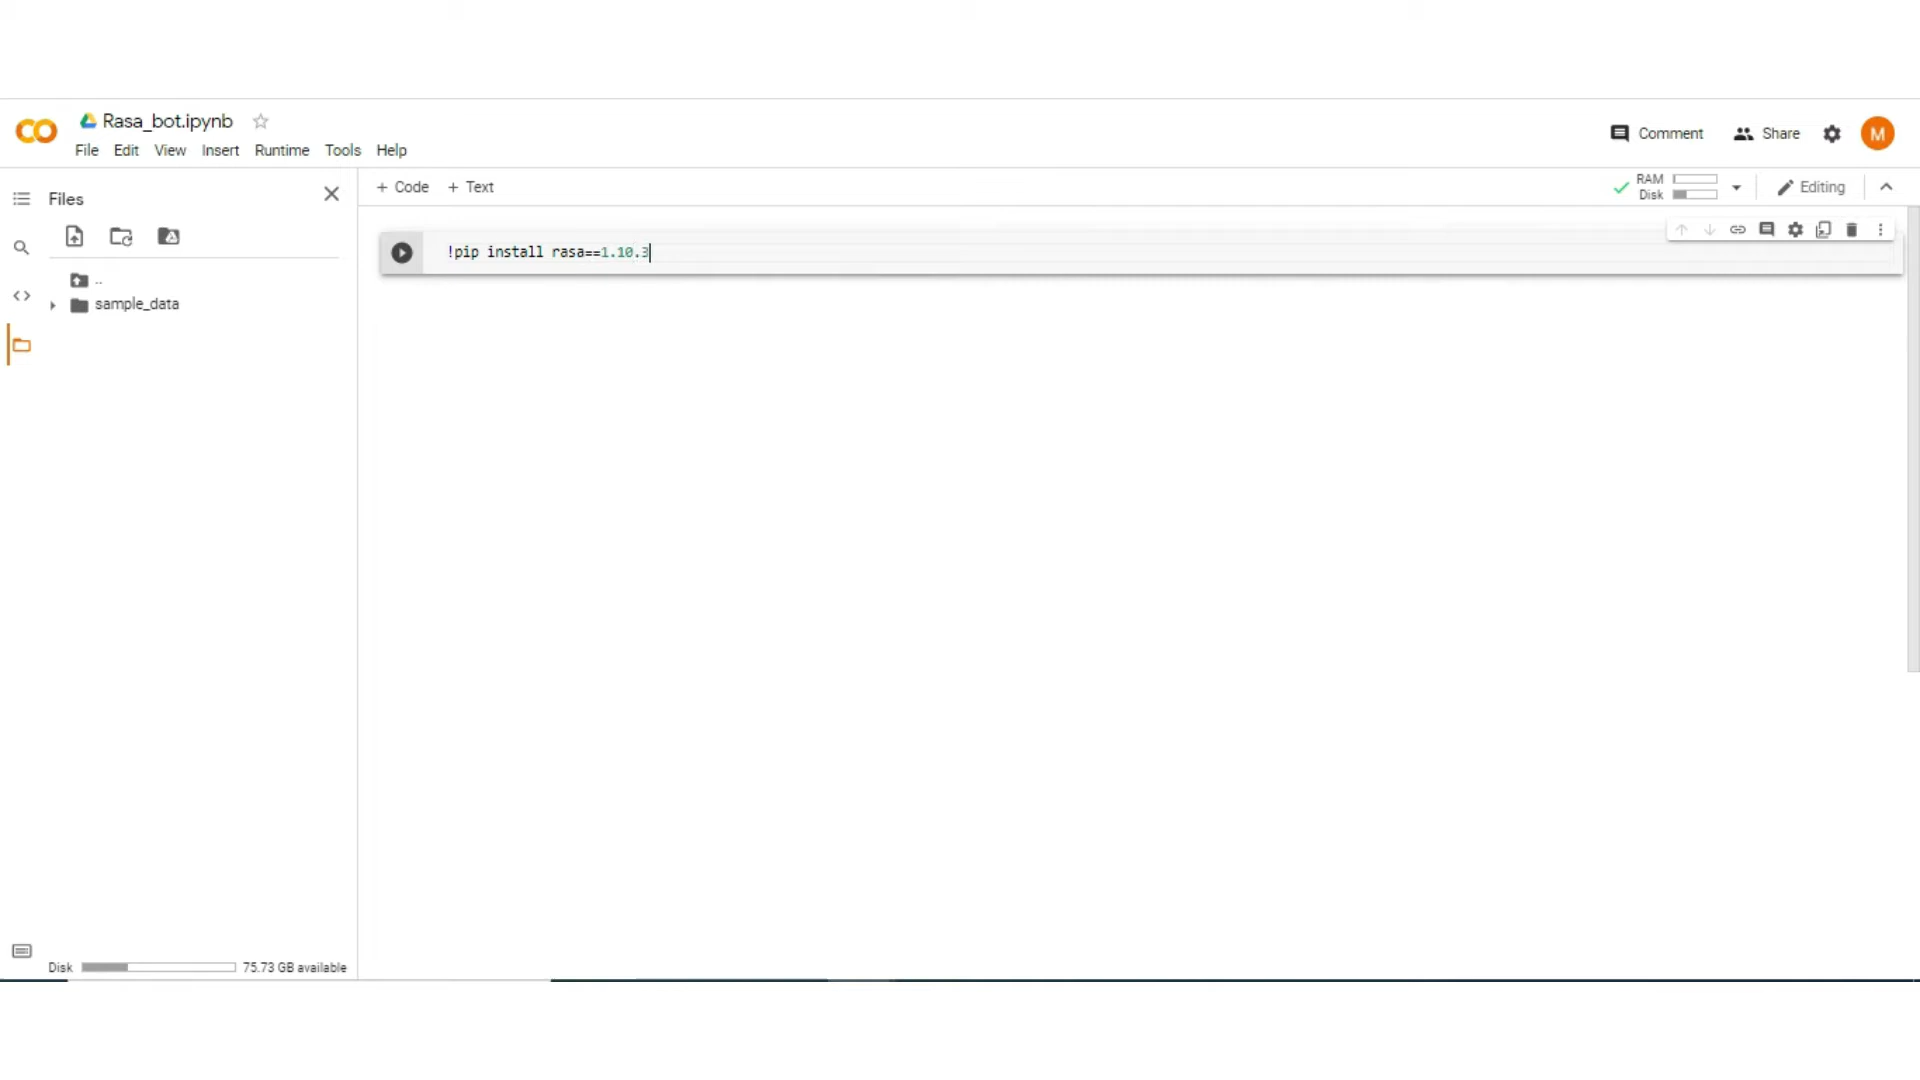 Rasa_bot.ipynb
File Edit View Insert Runtime Tools Help
Comment Share M
Files
+ Code + Text
RAM
Disk
Editing
!pip install rasa==1.10.3
..
sample_data
Disk 75.73 GB available